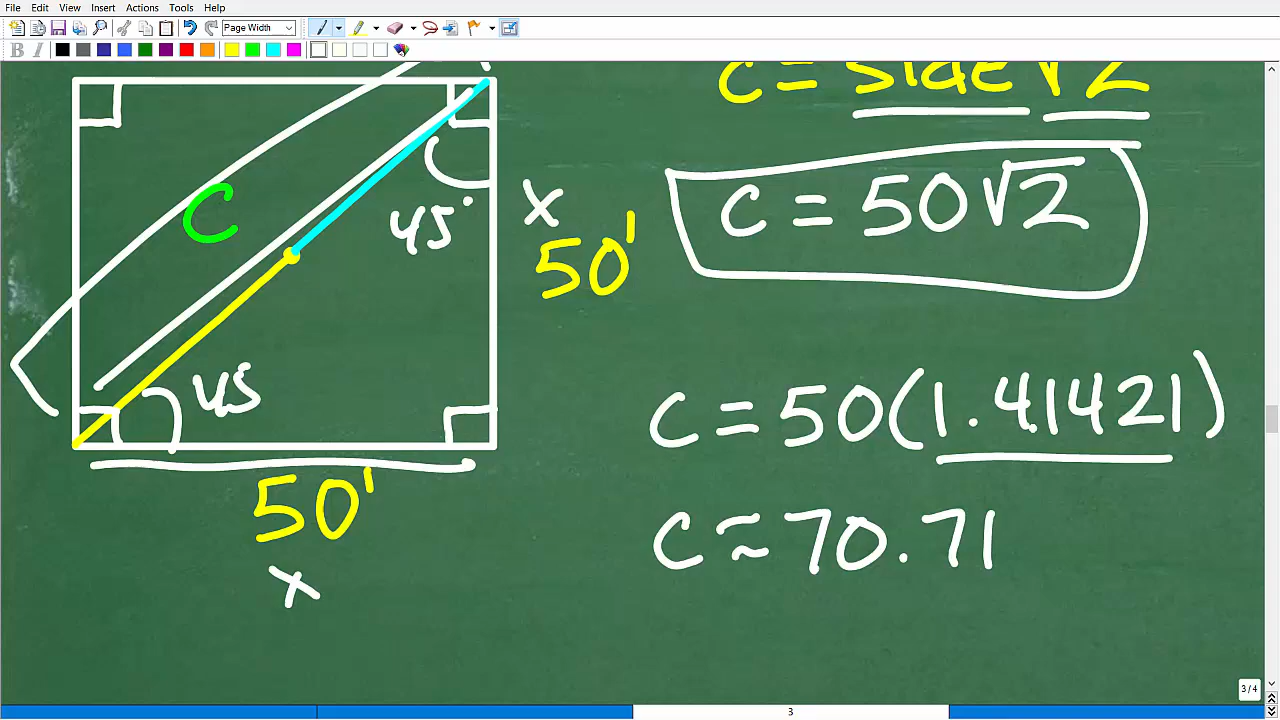 File Edit View Insert Actions Tools Help
Page Width
B I
c = side √2
C
x
50'
45°
c = 50√2
45
c = 50(1.41421)
50'
c ≈ 70.71
x
3/4
3